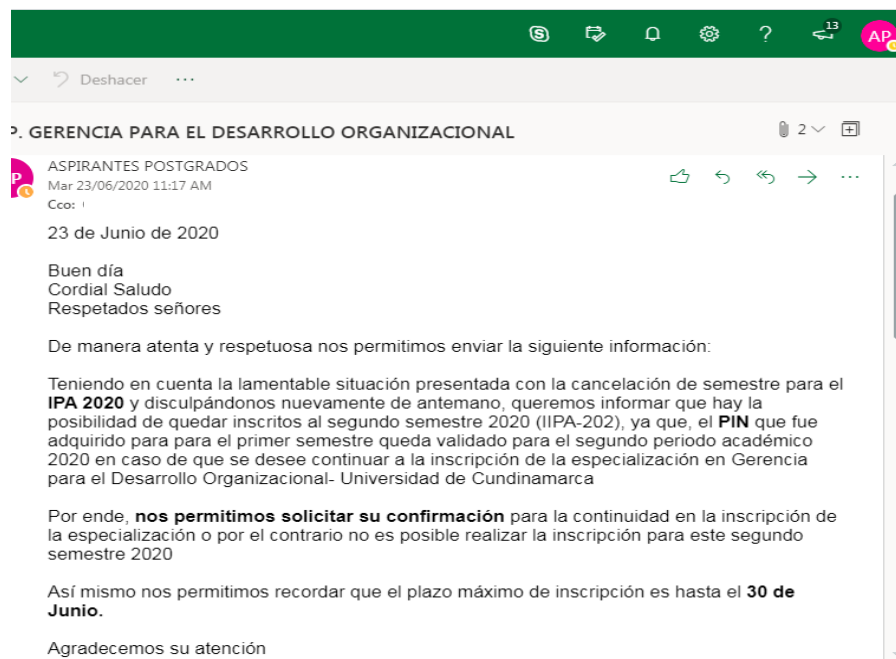 13
AP
Deshacer ...
P. GERENCIA PARA EL DESARROLLO ORGANIZACIONAL
2
P
ASPIRANTES POSTGRADOS
Mar 23/06/2020 11:17 AM
Cco:
23 de Junio de 2020
Buen día
Cordial Saludo
Respetados señores
De manera atenta y respetuosa nos permitimos enviar la siguiente información:
Teniendo en cuenta la lamentable situación presentada con la cancelación de semestre para el
IPA 2020 y disculpándonos nuevamente de antemano, queremos informar que hay la
posibilidad de quedar inscritos al segundo semestre 2020 (IIPA-202), ya que, el PIN que fue
adquirido para para el primer semestre queda validado para el segundo periodo académico
2020 en caso de que se desee continuar a la inscripción de la especialización en Gerencia
para el Desarrollo Organizacional- Universidad de Cundinamarca
Por ende, nos permitimos solicitar su confirmación para la continuidad en la inscripción de
la especialización o por el contrario no es posible realizar la inscripción para este segundo
semestre 2020
Así mismo nos permitimos recordar que el plazo máximo de inscripción es hasta el 30 de
Junio.
Agradecemos su atención